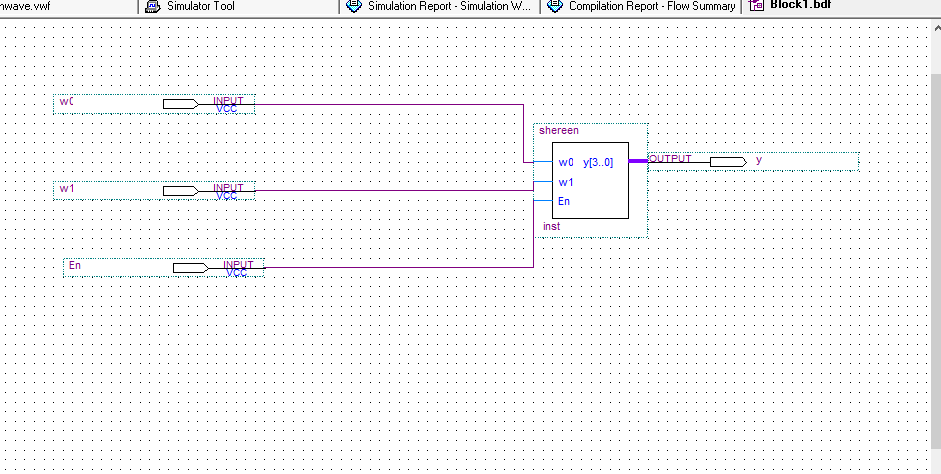 nwave.vwf
Simulator Tool
Simulation Report - Simulation W...
Compilation Report - Flow Summary
Block1.bdf
w0
INPUT
VCC
shereen
w0 y[3..0]
OUTPUT
y
w1
INPUT
VCC
w1
En
inst
En
INPUT
VCC